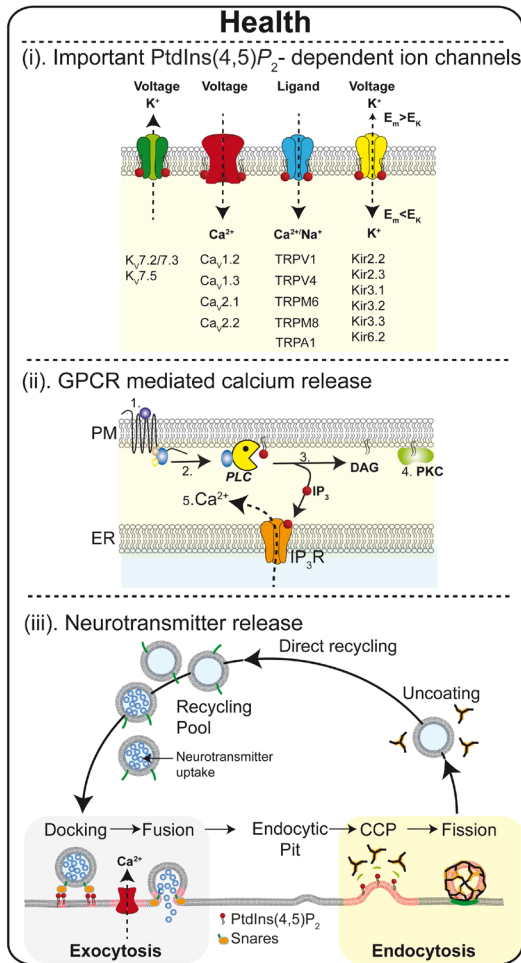 Health
(i). Important PtdIns(4,5)P₂- dependent ion channels
Voltage Voltage Ligand Voltage
K⁺ K⁺
Eₘ>Eₖ
Eₘ<Eₖ
Ca²⁺ Ca²⁺/Na⁺ K⁺
Kᵥ7.2/7.3
Kᵥ7.5
Caᵥ1.2
Caᵥ1.3
Caᵥ2.1
Caᵥ2.2
TRPV1
TRPV4
TRPM6
TRPM8
TRPA1
Kir2.2
Kir2.3
Kir3.1
Kir3.2
Kir3.3
Kir6.2
(ii). GPCR mediated calcium release
1.
PM
2.
PLC
3.
DAG
4. PKC
IP₃
5.Ca²⁺
ER
IP₃R
(iii). Neurotransmitter release
Direct recycling
Uncoating
Recycling
Pool
Neurotransmitter
uptake
Docking Fusion Endocytic
Pit CCP Fission
Ca²⁺
PtdIns(4,5)P₂
Snares
Exocytosis Endocytosis